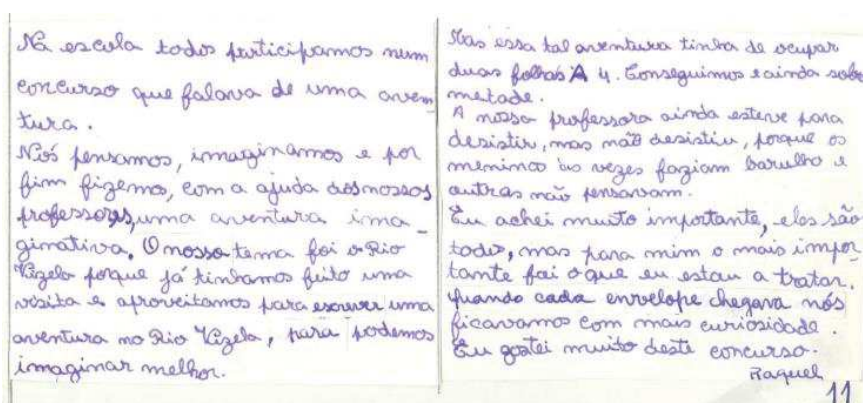 Na escola todos participamos num
concurso que falava de uma aven
tura.
Nós pensamos, imaginamos e por
fim fizemos, com a ajuda dos nossos
professores, uma aventura ima_
ginativa. O nosso tema foi o Rio
Vizela porque já tinhamos feito uma
visita e aproveitamos para escrever uma
aventura no Rio Vizela, para podemos
imaginar melhor.
Mas essa tal aventura tinha de ocupar
duas folhas A 4. Conseguimos e ainda sobr
metade.
A nossa professora ainda esteve para
desistir, mas não desistiu, porque os
meninos às vezes faziam barulho e
outras não pensavam.
Eu achei muito importante, eles são
todos, mas para mim o mais impor_
tante foi o que eu estou a tratar.
Quando cada envelope chegava nós
ficavamos com mais curiosidade.
Eu gostei muito deste concurso.
Raquel
11